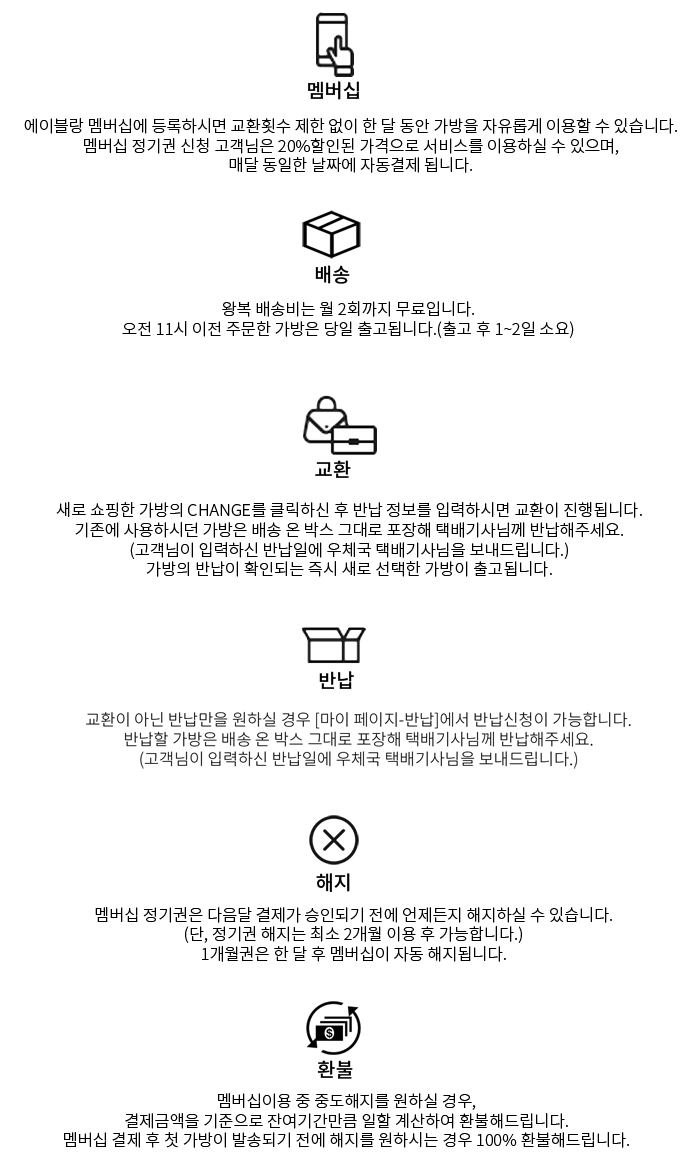 멤버십
에이블랑 멤버십에 등록하시면 교환횟수 제한 없이 한 달 동안 가방을 자유롭게 이용할 수 있습니다.
멤버십 정기권 신청 고객님은 20%할인된 가격으로 서비스를 이용하실 수 있으며,
매달 동일한 날짜에 자동결제 됩니다.
배송
왕복 배송비는 월 2회까지 무료입니다.
오전 11시 이전 주문한 가방은 당일 출고됩니다.(출고 후 1~2일 소요)
교환
새로 쇼핑한 가방의 CHANGE를 클릭하신 후 반납 정보를 입력하시면 교환이 진행됩니다.
기존에 사용하시던 가방은 배송 온 박스 그대로 포장해 택배기사님께 반납해주세요.
(고객님이 입력하신 반납일에 우체국 택배기사님을 보내드립니다.)
가방의 반납이 확인되는 즉시 새로 선택한 가방이 출고됩니다.
반납
교환이 아닌 반납만을 원하실 경우 [마이 페이지-반납]에서 반납신청이 가능합니다.
반납할 가방은 배송 온 박스 그대로 포장해 택배기사님께 반납해주세요.
(고객님이 입력하신 반납일에 우체국 택배기사님을 보내드립니다.)
해지
멤버십 정기권은 다음달 결제가 승인되기 전에 언제든지 해지하실 수 있습니다.
(단, 정기권 해지는 최소 2개월 이용 후 가능합니다.)
1개월권은 한 달 후 멤버십이 자동 해지됩니다.
$
환불
멤버십이용 중 중도해지를 원하실 경우,
결제금액을 기준으로 잔여기간만큼 일할 계산하여 환불해드립니다.
멤버십 결제 후 첫 가방이 발송되기 전에 해지를 원하시는 경우 100% 환불해드립니다.